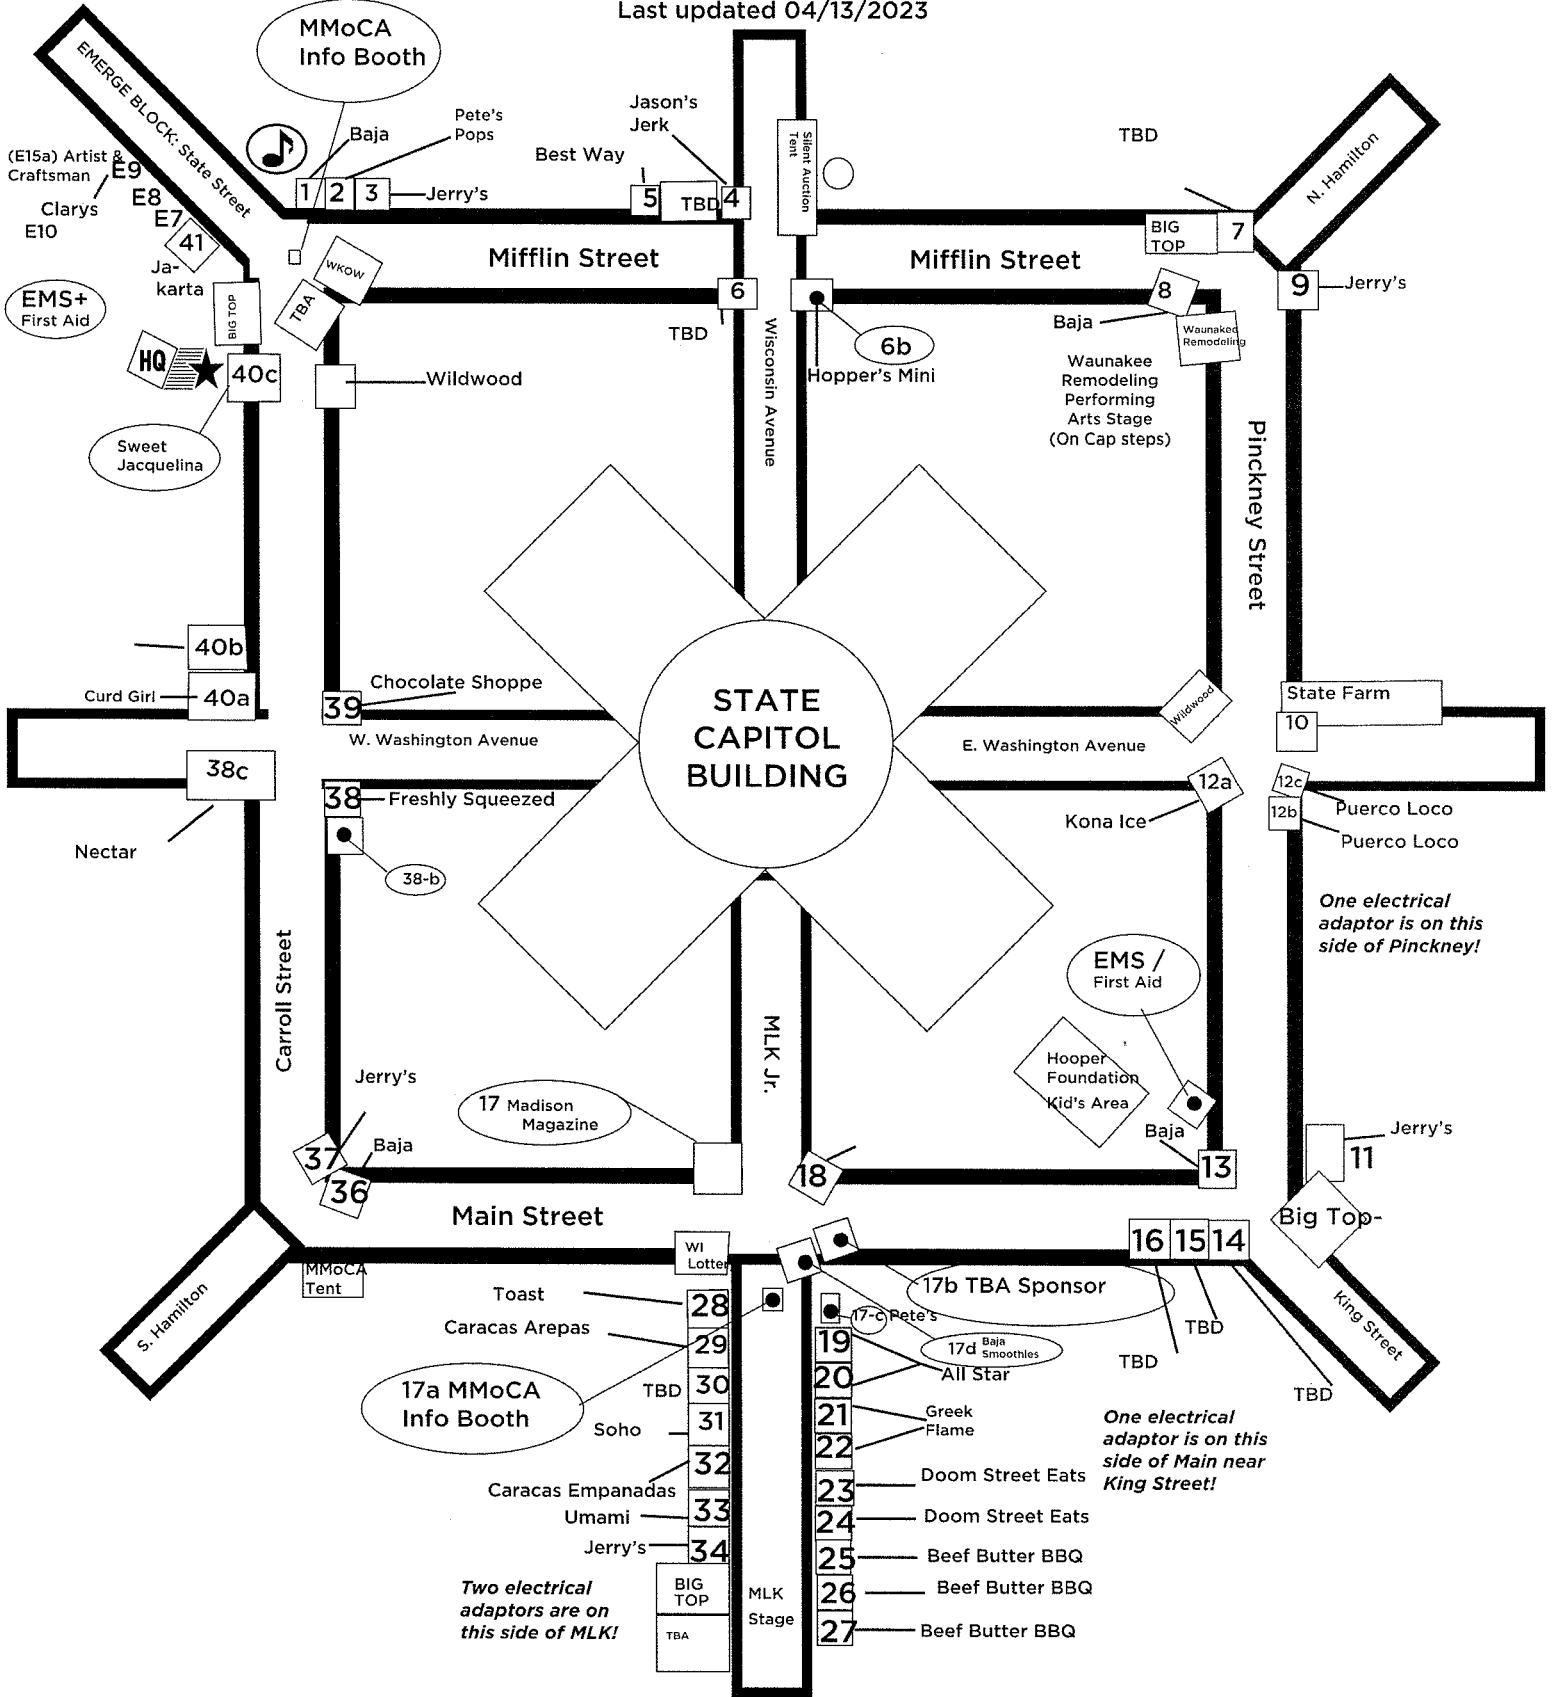 Last updated 04/13/2023
MMoCA
Info Booth
EMERGE BLOCK: State Street
(E15a) Artist &
Craftsman
E9
Clarys
E10
E8
E7
41
Ja-
karta
Baja
Pete's
Pops
1
2
3
Jerry's
Best Way
Jason's
Jerk
5
TBD
4
Silent Auction
Tent
TBD
N. Hamilton
BIG
TOP
7
Mifflin Street
Mifflin Street
WKOW
TBA
BIG TOP
EMS+
First Aid
HQ
40c
Sweet
Jacquelina
Wildwood
6
TBD
Wisconsin Avenue
6b
Hopper's Mini
8
Baja
9
Jerry's
Waunakee
Remodeling
Waunakee
Remodeling
Performing
Arts Stage
(On Cap steps)
Pinckney Street
40b
Curd Girl
40a
39
Chocolate Shoppe
W. Washington Avenue
38c
Nectar
38
Freshly Squeezed
38-b
STATE
CAPITOL
BUILDING
Wildwood
State Farm
10
E. Washington Avenue
12a
Kona Ice
12c
12b
Puerco Loco
Puerco Loco
One electrical
adaptor is on this
side of Pinckney!
Carroll Street
MLK Jr.
EMS /
First Aid
Hooper
Foundation
Kid's Area
Jerry's
37
Baja
36
17 Madison
Magazine
18
Baja
13
Jerry's
11
Big Top-
Main Street
S. Hamilton
MMoCA
Tent
WI
Lotter
16
15
14
17b TBA Sponsor
17-c Pete's
17d Baja
Smoothies
TBD
TBD
TBD
King Street
Toast
28
Caracas Arepas
29
17a MMoCA
Info Booth
TBD
30
Soho
31
32
Caracas Empanadas
Umami
33
Jerry's
34
BIG
TOP
TBA
Two electrical
adaptors are on
this side of MLK!
MLK
Stage
19
20
All Star
21
22
Greek
Flame
23
Doom Street Eats
24
Doom Street Eats
25
Beef Butter BBQ
26
Beef Butter BBQ
27
Beef Butter BBQ
One electrical
adaptor is on this
side of Main near
King Street!